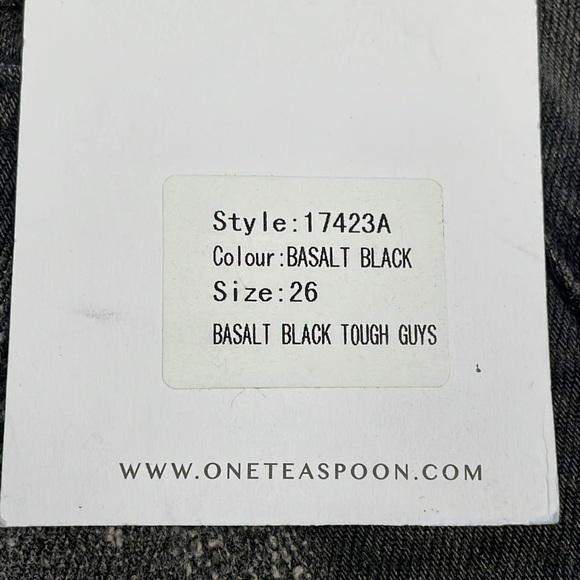 Style:17423A
Colour:BASALT BLACK
Size:26
BASALT BLACK TOUGH GUYS
WWW.ONETEASPOON.COM